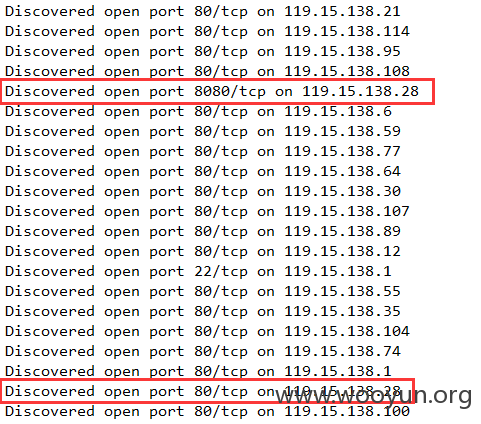 Discovered open port 80/tcp on 119.15.138.21
Discovered open port 80/tcp on 119.15.138.114
Discovered open port 80/tcp on 119.15.138.95
Discovered open port 80/tcp on 119.15.138.108
Discovered open port 8080/tcp on 119.15.138.28
Discovered open port 80/tcp on 119.15.138.6
Discovered open port 80/tcp on 119.15.138.59
Discovered open port 80/tcp on 119.15.138.77
Discovered open port 80/tcp on 119.15.138.64
Discovered open port 80/tcp on 119.15.138.30
Discovered open port 80/tcp on 119.15.138.107
Discovered open port 80/tcp on 119.15.138.89
Discovered open port 80/tcp on 119.15.138.12
Discovered open port 22/tcp on 119.15.138.1
Discovered open port 80/tcp on 119.15.138.55
Discovered open port 80/tcp on 119.15.138.35
Discovered open port 80/tcp on 119.15.138.104
Discovered open port 80/tcp on 119.15.138.74
Discovered open port 80/tcp on 119.15.138.1
Discovered open port 80/tcp on 119.15.138.28
www.wooyun.org
Discovered open port 80/tcp on 119.15.138.100